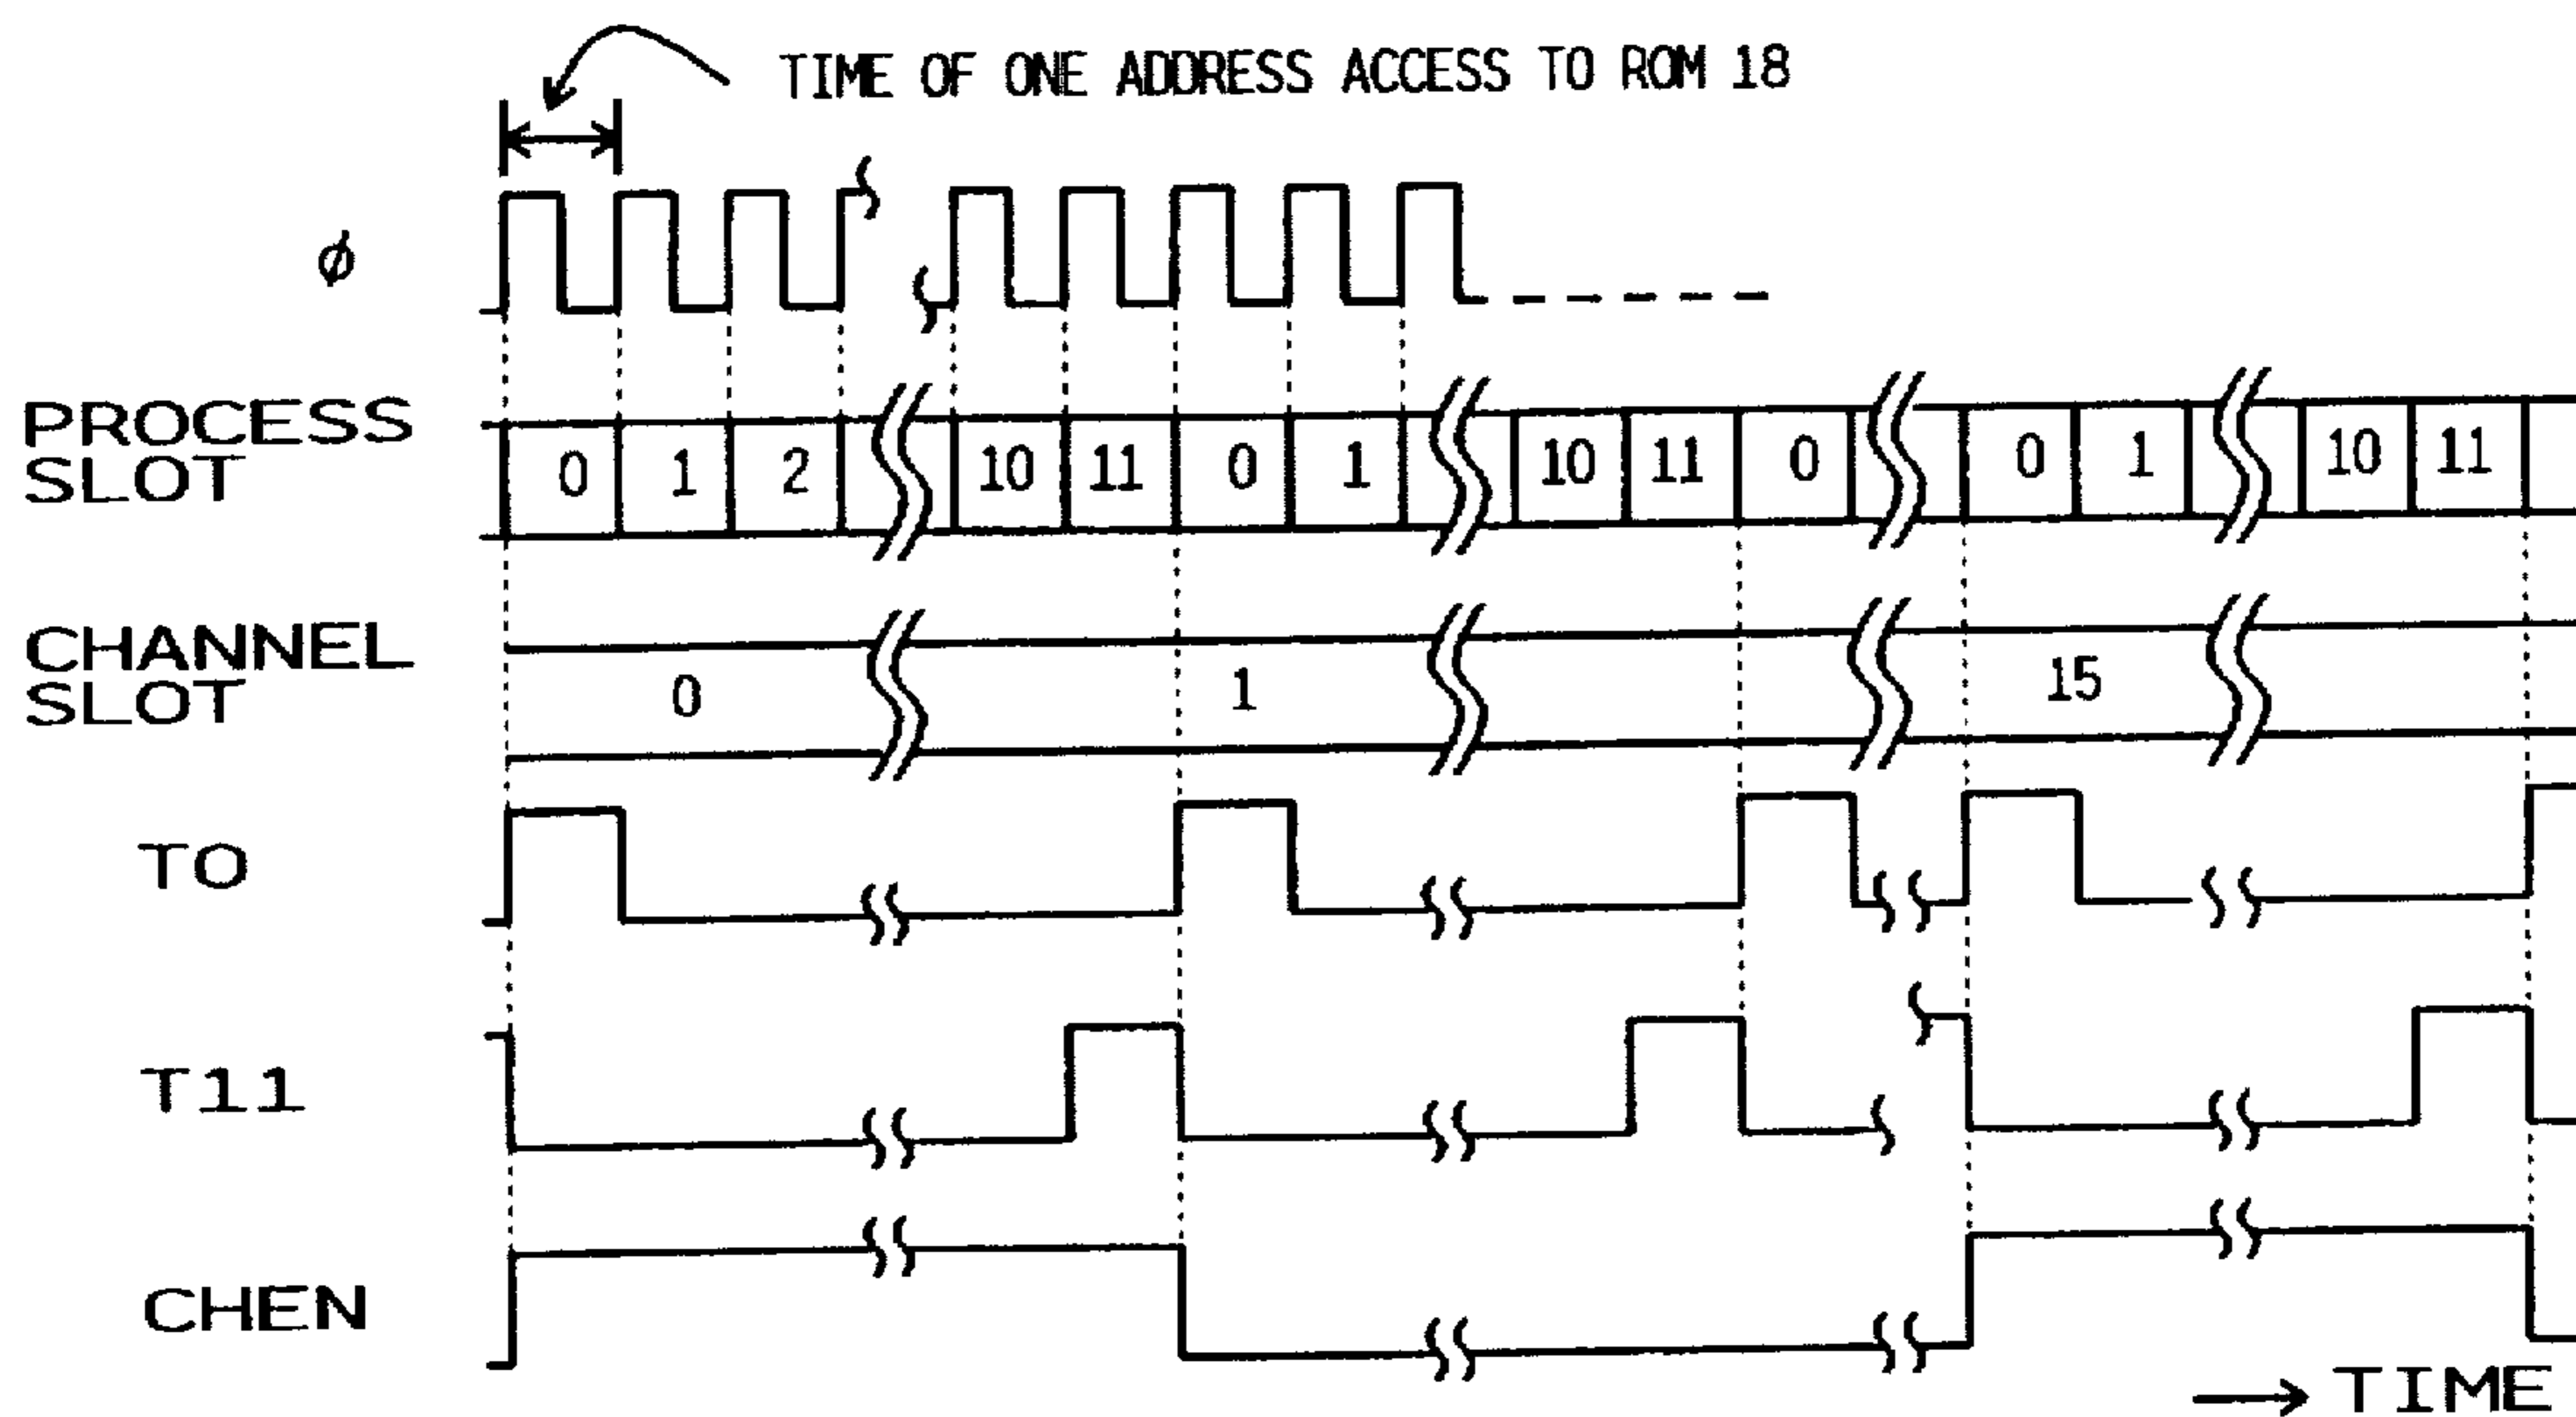 TIME OF ONE ADDRESS ACCESS TO ROM 18
φ
PROCESS
SLOT
0 1 2 10 11 0 1 10 11 0 0 1 10 11
CHANNEL
SLOT
0 1 15
T0
T11
CHEN
TIME